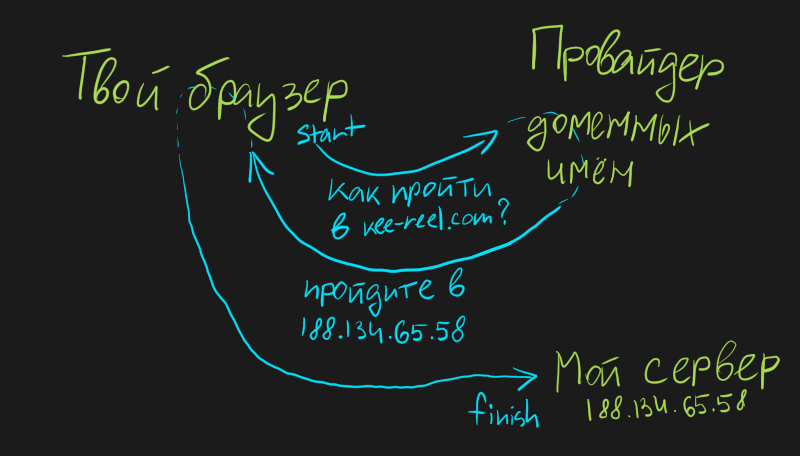 Твой браузер
Провайдер
доменных
имён
start
как пройти
в kee-reel.com?
пройдите в
188.134.65.58
Мой сервер
188.134.65.58
finish